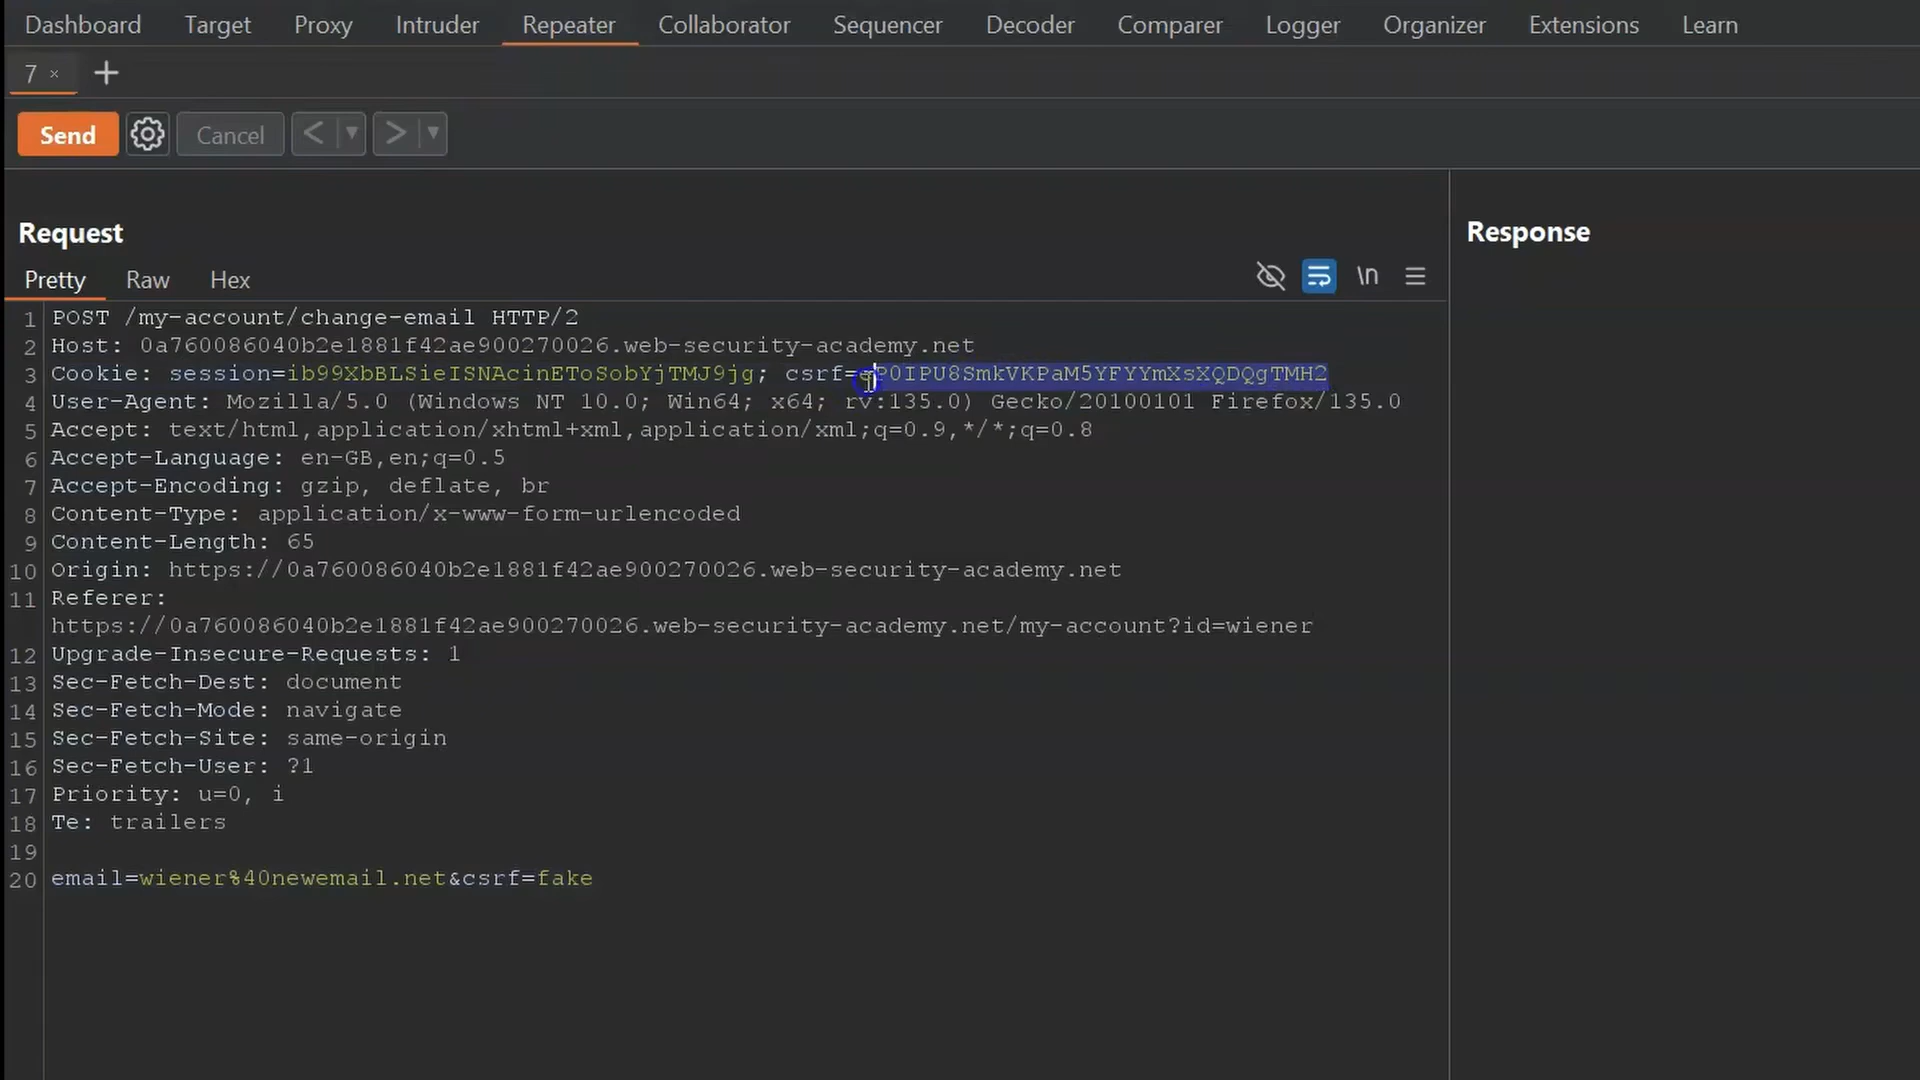 Dashboard Target Proxy Intruder Repeater Collaborator Sequencer Decoder Comparer Logger Organizer Extensions Learn
7 × +
Send Cancel < >
Request
Response
Pretty Raw Hex \n
1 POST /my-account/change-email HTTP/2
2 Host: 0a760086040b2e1881f42ae900270026.web-security-academy.net
3 Cookie: session=ib99XbBLSieISNAcinEToSobYjTMJ9jg; csrf=eP0IPU8SmkVKPaM5YFYYmXsXQDQgTMH2
4 User-Agent: Mozilla/5.0 (Windows NT 10.0; Win64; x64; rv:135.0) Gecko/20100101 Firefox/135.0
5 Accept: text/html,application/xhtml+xml,application/xml;q=0.9,*/*;q=0.8
6 Accept-Language: en-GB,en;q=0.5
7 Accept-Encoding: gzip, deflate, br
8 Content-Type: application/x-www-form-urlencoded
9 Content-Length: 65
10 Origin: https://0a760086040b2e1881f42ae900270026.web-security-academy.net
11 Referer:
https://0a760086040b2e1881f42ae900270026.web-security-academy.net/my-account?id=wiener
12 Upgrade-Insecure-Requests: 1
13 Sec-Fetch-Dest: document
14 Sec-Fetch-Mode: navigate
15 Sec-Fetch-Site: same-origin
16 Sec-Fetch-User: ?1
17 Priority: u=0, i
18 Te: trailers
19
20 email=wiener%40newemail.net&csrf=fake